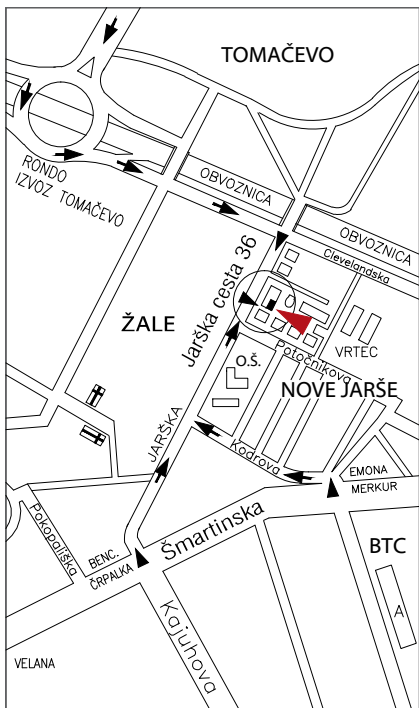 TOMAČEVO
RONDO
IZVOZ TOMAČEVO
OBVOZNICA
OBVOZNICA
Clevelandska
Jarška cesta 36
ŽALE
VRTEC
O.Š.
Potočnikova
NOVE JARŠE
JARŠKA
Kodrova
EMONA
MERKUR
Pokopališka
BENC.
ČRPALKA
Šmartinska
BTC
Kajuhova
A
VELANA